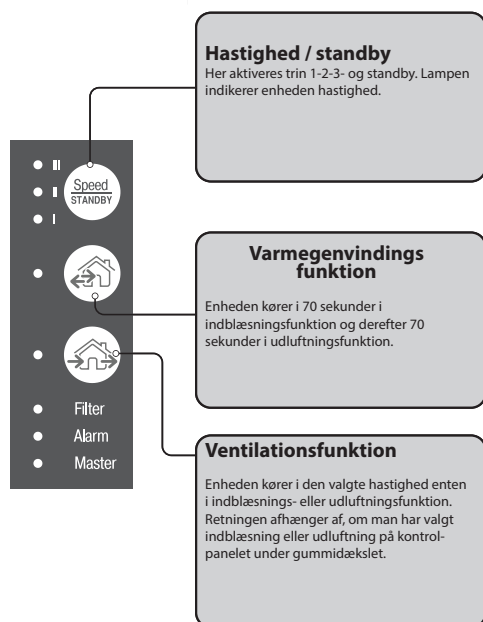 Hastighed / standby
Her aktiveres trin 1-2-3- og standby. Lampen
indikerer enheden hastighed.
III
II
I
Speed
STANDBY
Varmegenvindings
funktion
Enheden kører i 70 sekunder i
indblæsningsfunktion og derefter 70
sekunder i udluftningsfunktion.
Filter
Alarm
Master
Ventilationsfunktion
Enheden kører i den valgte hastighed enten
i indblæsnings- eller udluftningsfunktion.
Retningen afhænger af, om man har valgt
indblæsning eller udluftning på kontrol-
panelet under gummidækslet.